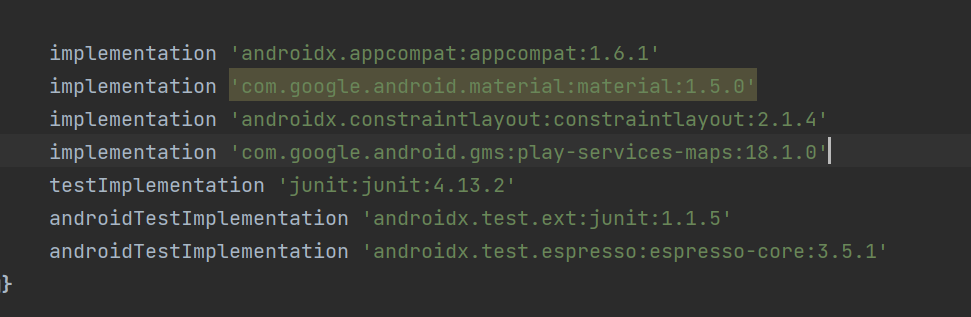 implementation 'androidx.appcompat:appcompat:1.6.1'
implementation 'com.google.android.material:material:1.5.0'
implementation 'androidx.constraintlayout:constraintlayout:2.1.4'
implementation 'com.google.android.gms:play-services-maps:18.1.0'
testImplementation 'junit:junit:4.13.2'
androidTestImplementation 'androidx.test.ext:junit:1.1.5'
androidTestImplementation 'androidx.test.espresso:espresso-core:3.5.1'
}